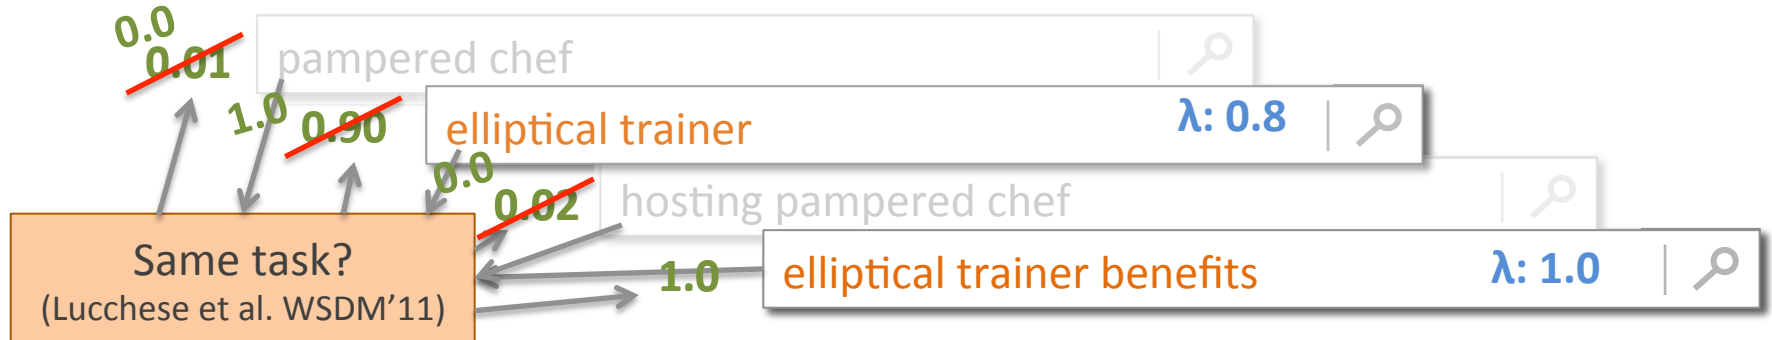 0.0
0.01
pampered chef
1.0
0.90
elliptical trainer
λ: 0.8
0.0
0.02
hosting pampered chef
Same task?
(Lucchese et al. WSDM’11)
1.0
elliptical trainer benefits
λ: 1.0